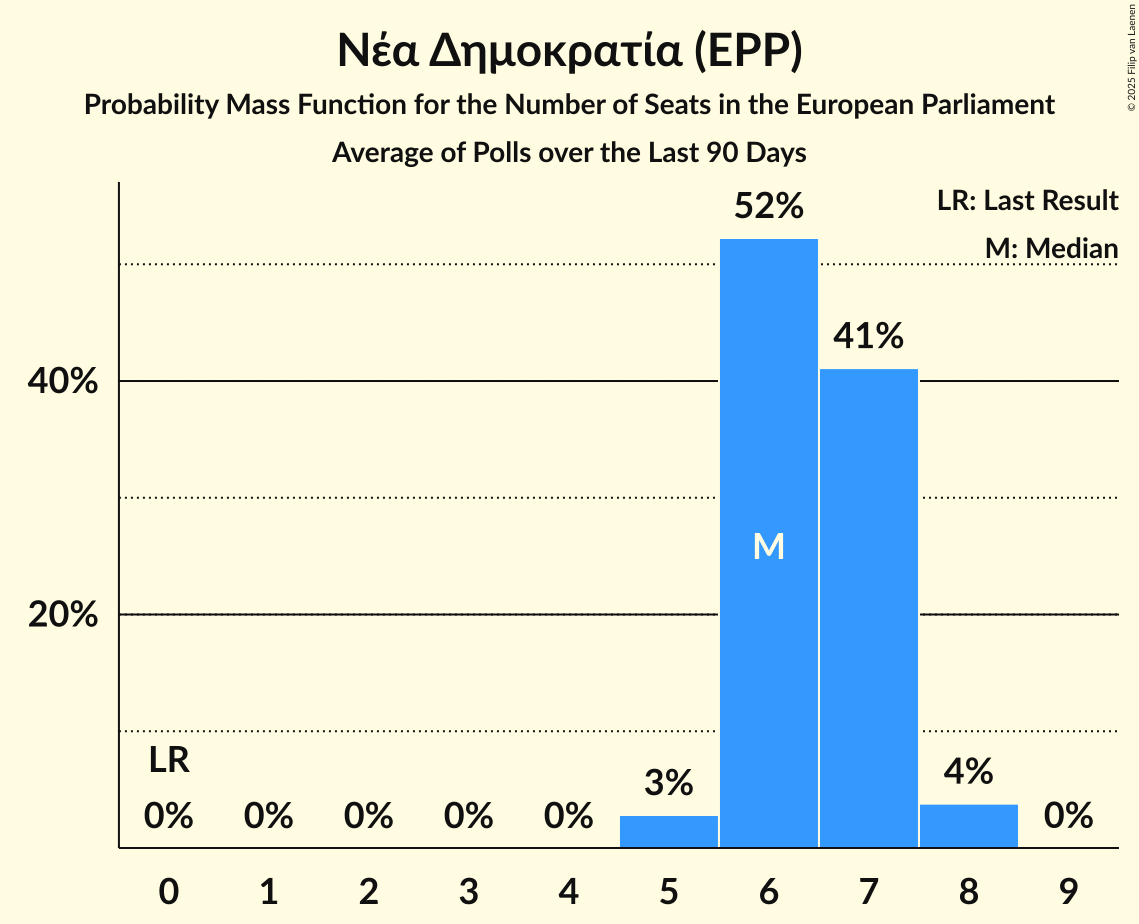 Νέα Δημοκρατία (EPP)
Probability Mass Function for the Number of Seats in the European Parliament
Average of Polls over the Last 90 Days
© 2025 Filip van Laenen
LR: Last Result
M: Median
52%
41%
40%
M
20%
LR
0% 0% 0% 0% 0% 3% 4% 0%
0 1 2 3 4 5 6 7 8 9